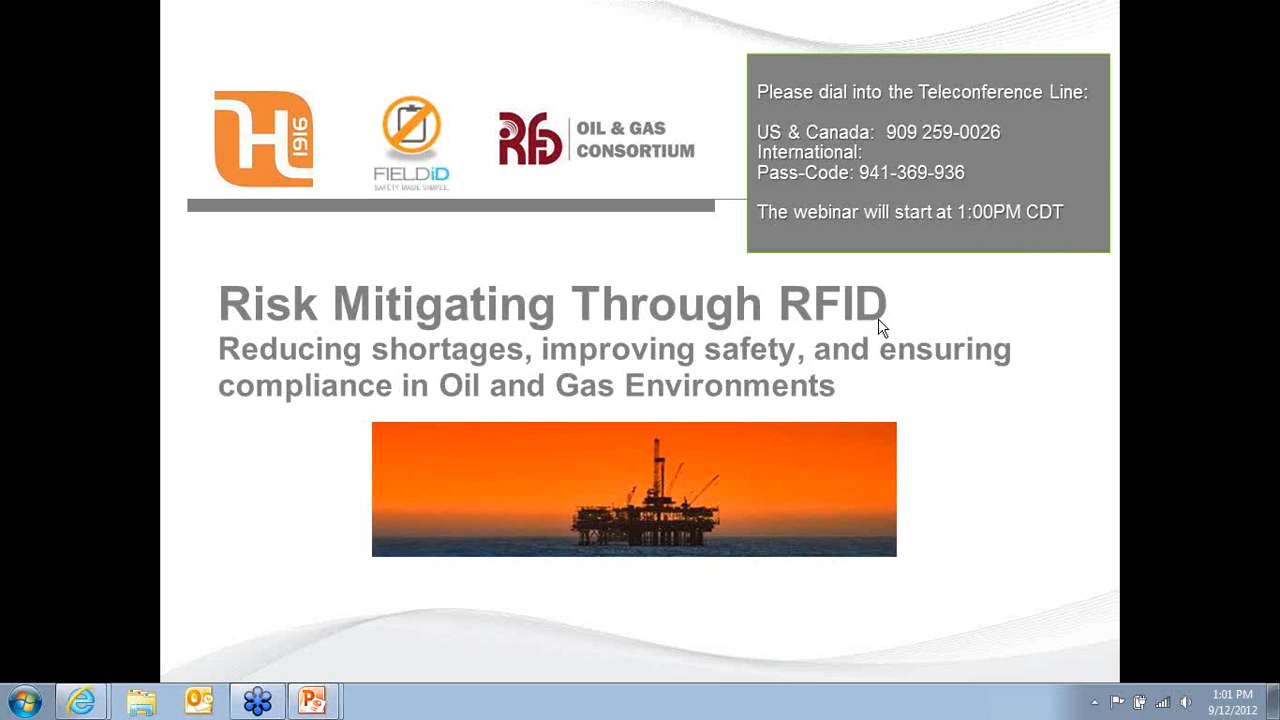 H 1916
FIELDiD
SAFETY MADE SIMPLE.
RFID
OIL & GAS
CONSORTIUM
Please dial into the Teleconference Line:
US & Canada: 909 259-0026
International:
Pass-Code: 941-369-936
The webinar will start at 1:00PM CDT
Risk Mitigating Through RFID
Reducing shortages, improving safety, and ensuring
compliance in Oil and Gas Environments
1:01 PM
9/12/2012